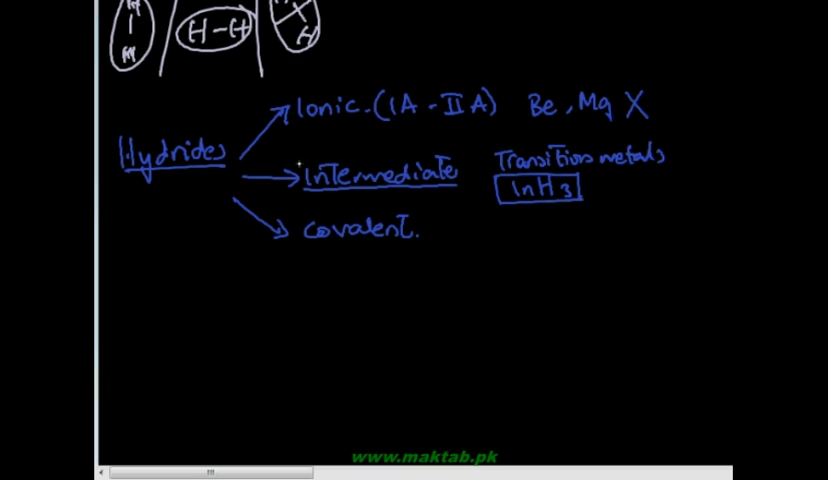 H H
H-H
H
Ionic. (IA - IIA) Be, Mg X
Hydrides
Intermediate Transition metals
InH3
covalent.
www.maktab.pk